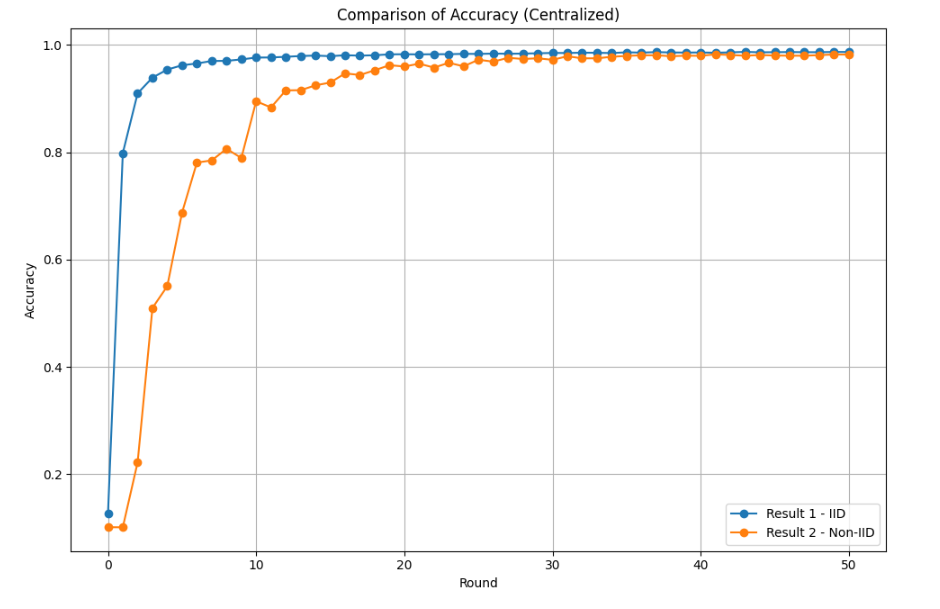 Comparison of Accuracy (Centralized)
1.0
0.8
0.6
0.4
0.2
Accuracy
0 10 20 30 40 50
Round
Result 1 - IID
Result 2 - Non-IID